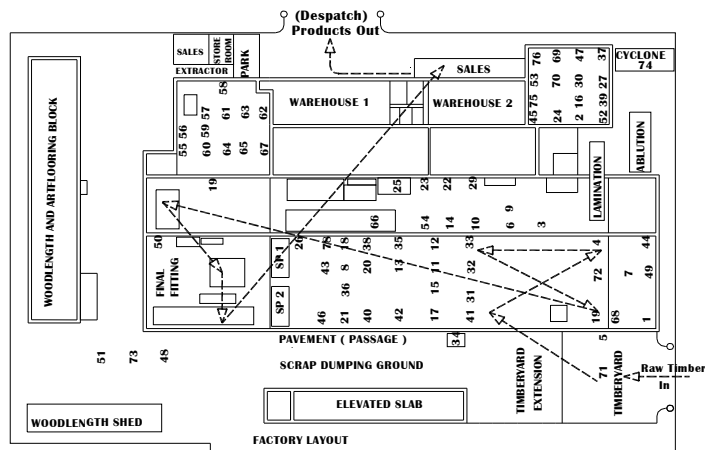 (Despatch)
Products Out
SALES
STORE
ROOM
PARK
EXTRACTOR
SALES
CYCLONE
74
76 69 47 37
53 70 30 27
45 75 24 2 16 52 39
WAREHOUSE 1
WAREHOUSE 2
58
57 61 63 62
55 56
60 59 64 65 67
ABLUTION
LAMINATION
WOODLENGTH AND ARTFLOORING BLOCK
19
25 23 22 29
66 54 14 10 6 9 3
50
26 78 18 38 35 12 33 4 44
SP 1
FINAL
FITTING
43 8 20 13 11 32 72 7 49
SP 2
36 15 31
46 21 40 42 17 41 19 68 1
PAVEMENT ( PASSAGE )
34
5
51 73 48
SCRAP DUMPING GROUND
71
Raw Timber
In
TIMBERYARD
EXTENSION
TIMBERYARD
ELEVATED SLAB
WOODLENGTH SHED
FACTORY LAYOUT